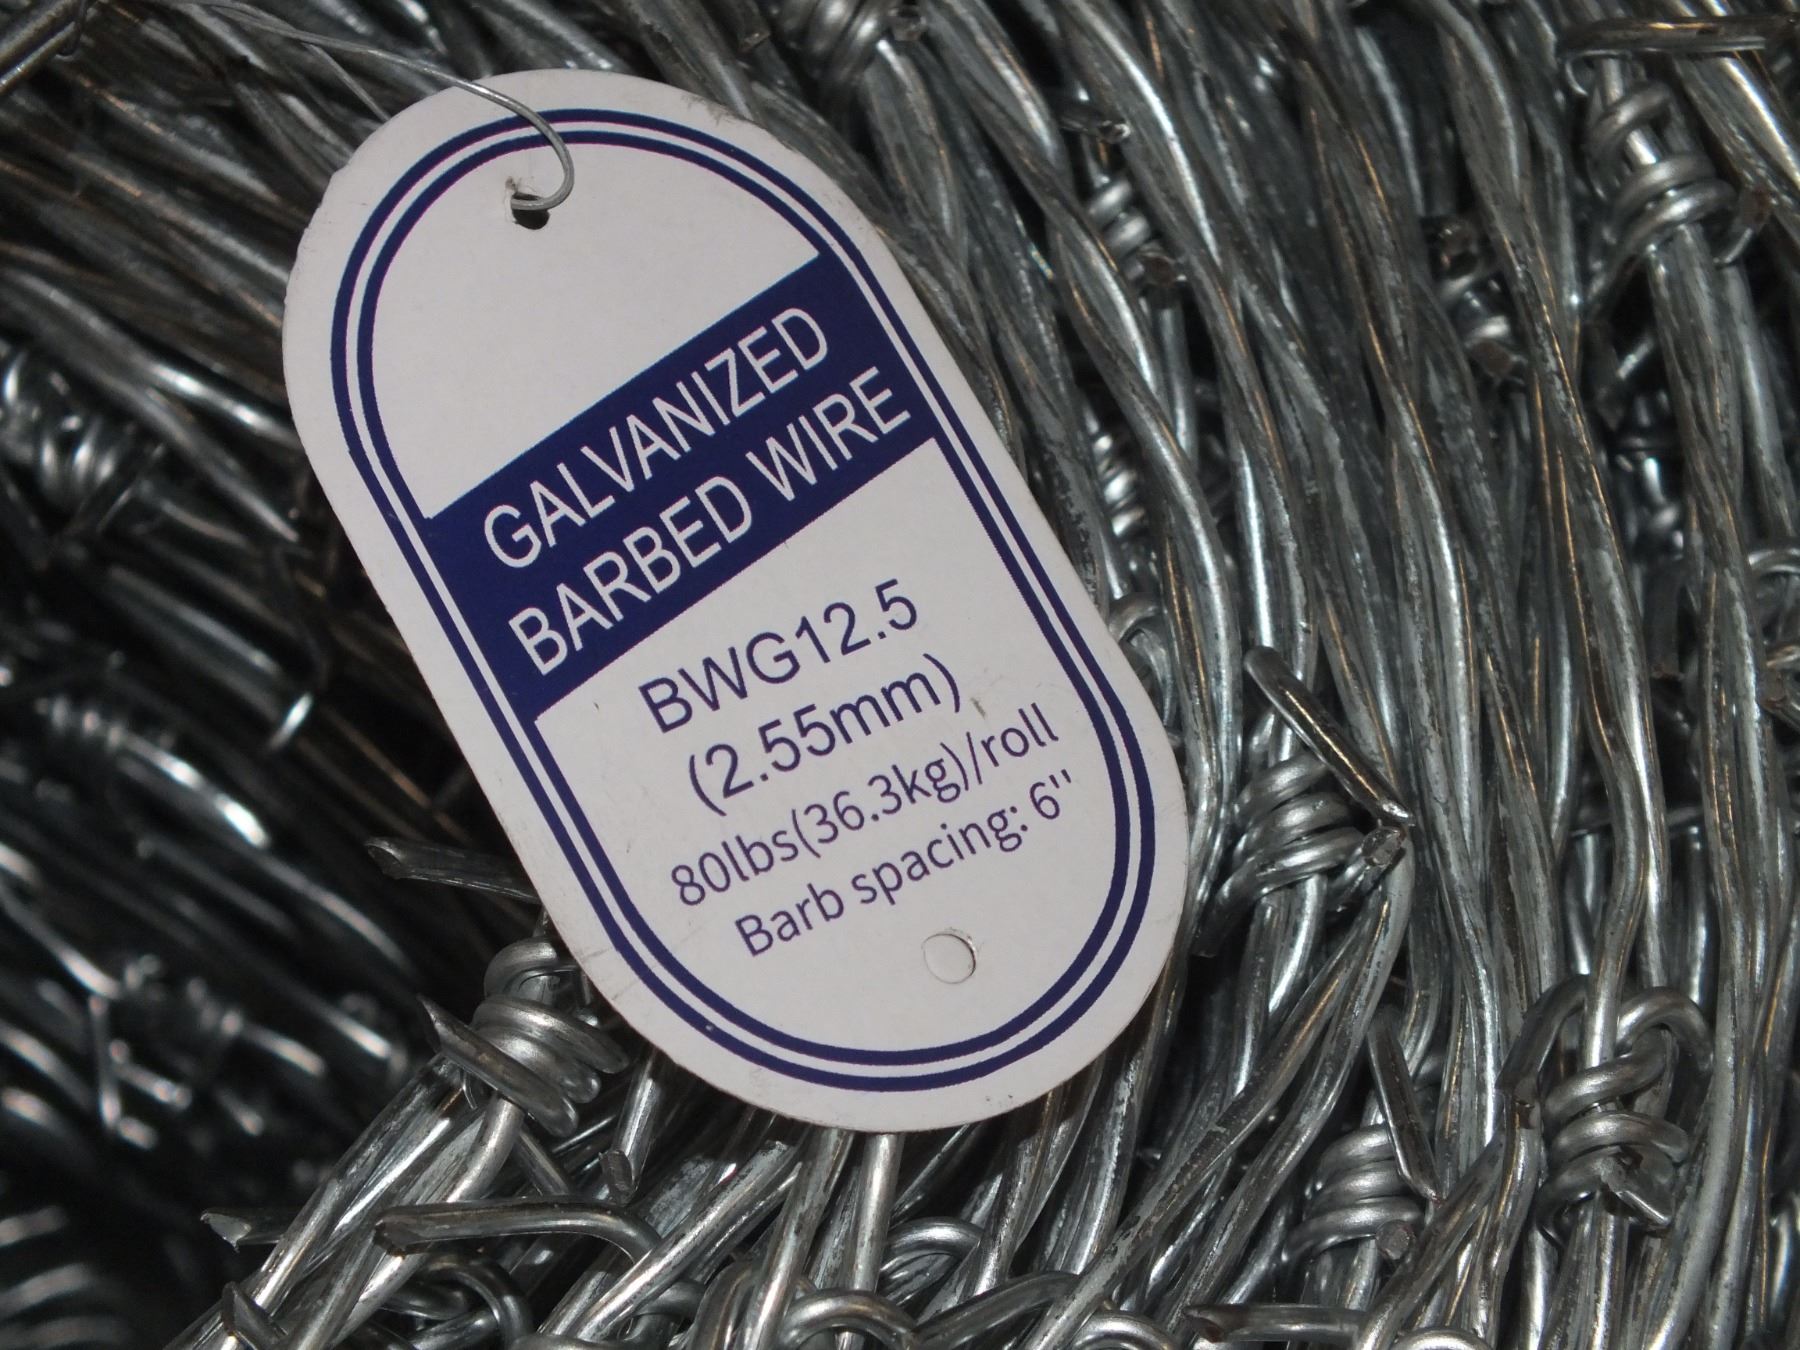 GALVANIZED
BARBED WIRE
BWG12.5
(2.55mm)
80lbs(36.3kg)/roll
Barb spacing: 6"